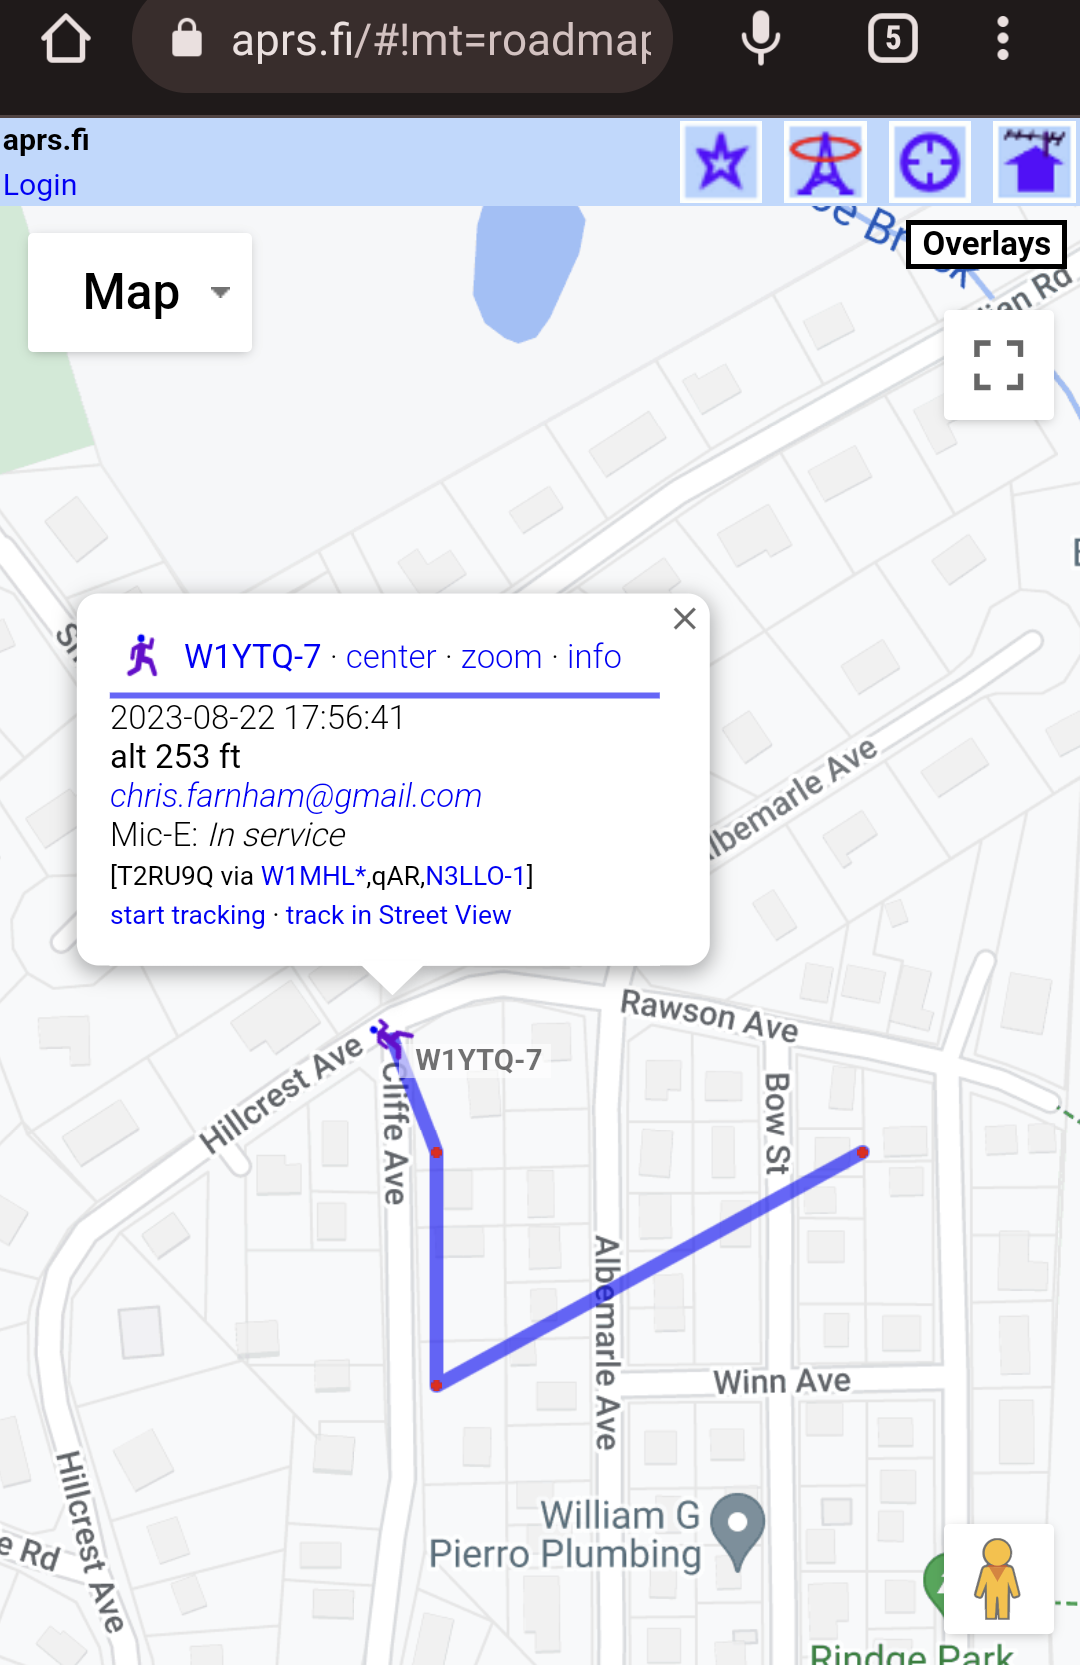 aprs.fi/#!mt=roadmap
5
aprs.fi
Login
Overlays
Map
W1YTQ-7 · center · zoom · info
2023-08-22 17:56:41
alt 253 ft
chris.farnham@gmail.com
Mic-E: In service
[T2RU9Q via W1MHL*,qAR,N3LLO-1]
start tracking · track in Street View
Albemarle Ave
Rawson Ave
W1YTQ-7
Hillcrest Ave
Cliffe Ave
Bow St
Albemarle Ave
Winn Ave
Hillcrest Ave
William G
Pierro Plumbing
Rd
Rindge Park